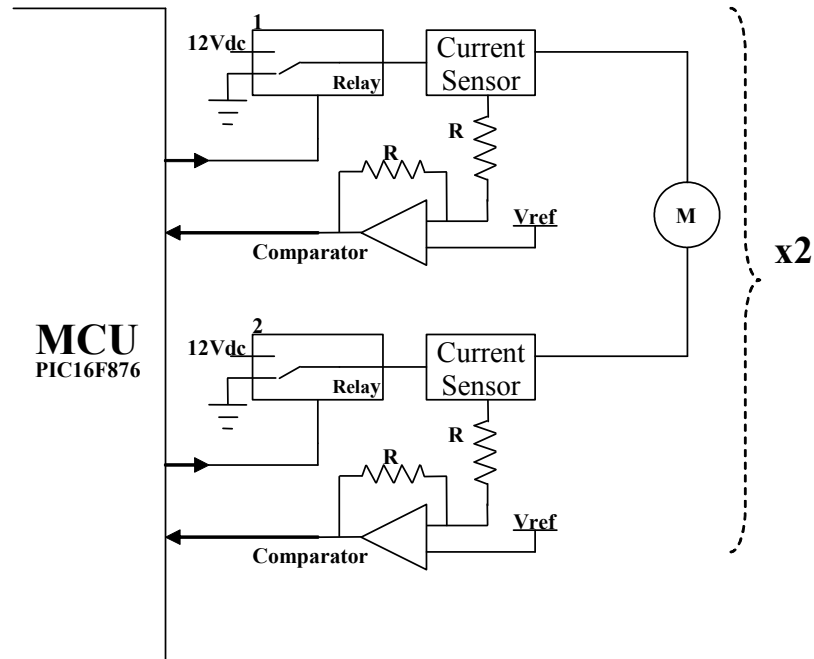 1
12Vdc
Relay
Current
Sensor
R
R
Vref
Comparator
M
x2
MCU
PIC16F876
2
12Vdc
Relay
Current
Sensor
R
R
Vref
Comparator